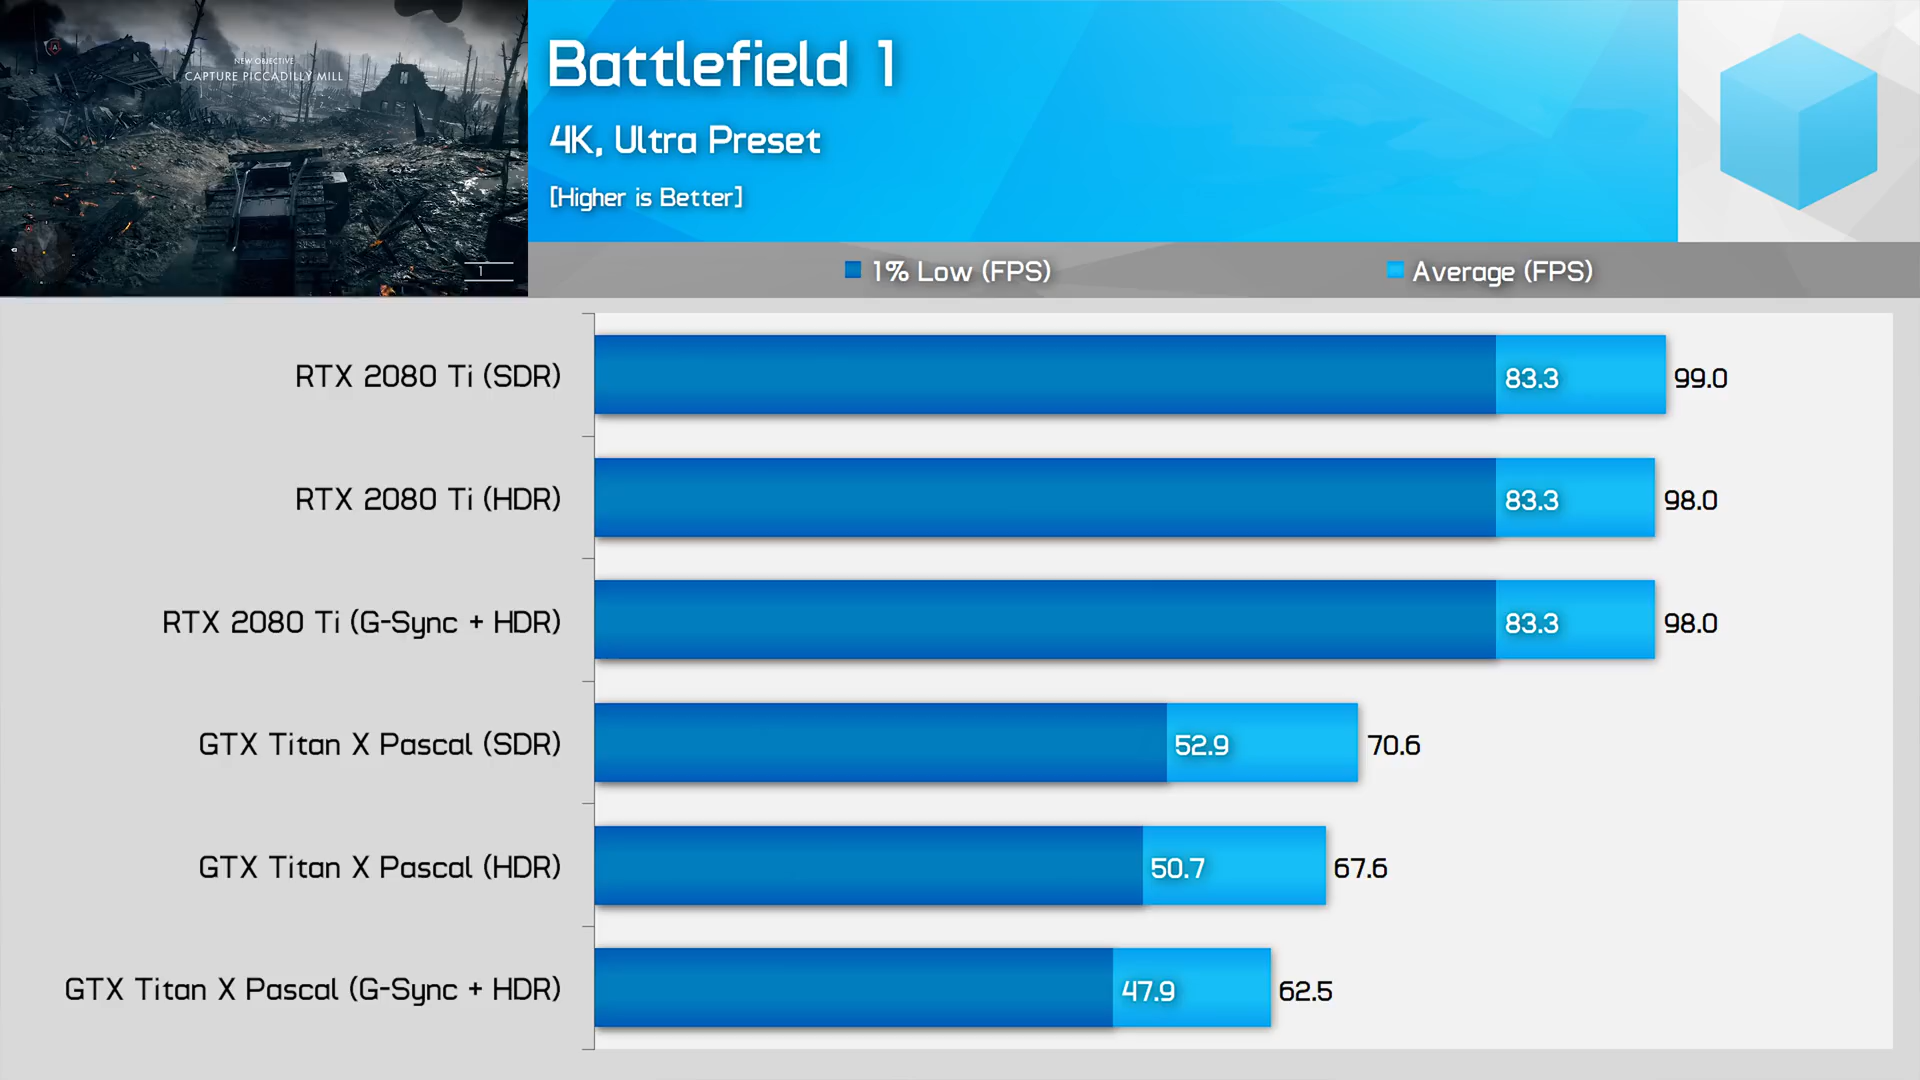 NEW OBJECTIVE
CAPTURE PICCADILLY MILL
1
Battlefield 1
4K, Ultra Preset
[Higher is Better]
1% Low (FPS)
Average (FPS)
RTX 2080 Ti (SDR)
83.3
99.0
RTX 2080 Ti (HDR)
83.3
98.0
RTX 2080 Ti (G-Sync + HDR)
83.3
98.0
GTX Titan X Pascal (SDR)
52.9
70.6
GTX Titan X Pascal (HDR)
50.7
67.6
GTX Titan X Pascal (G-Sync + HDR)
47.9
62.5